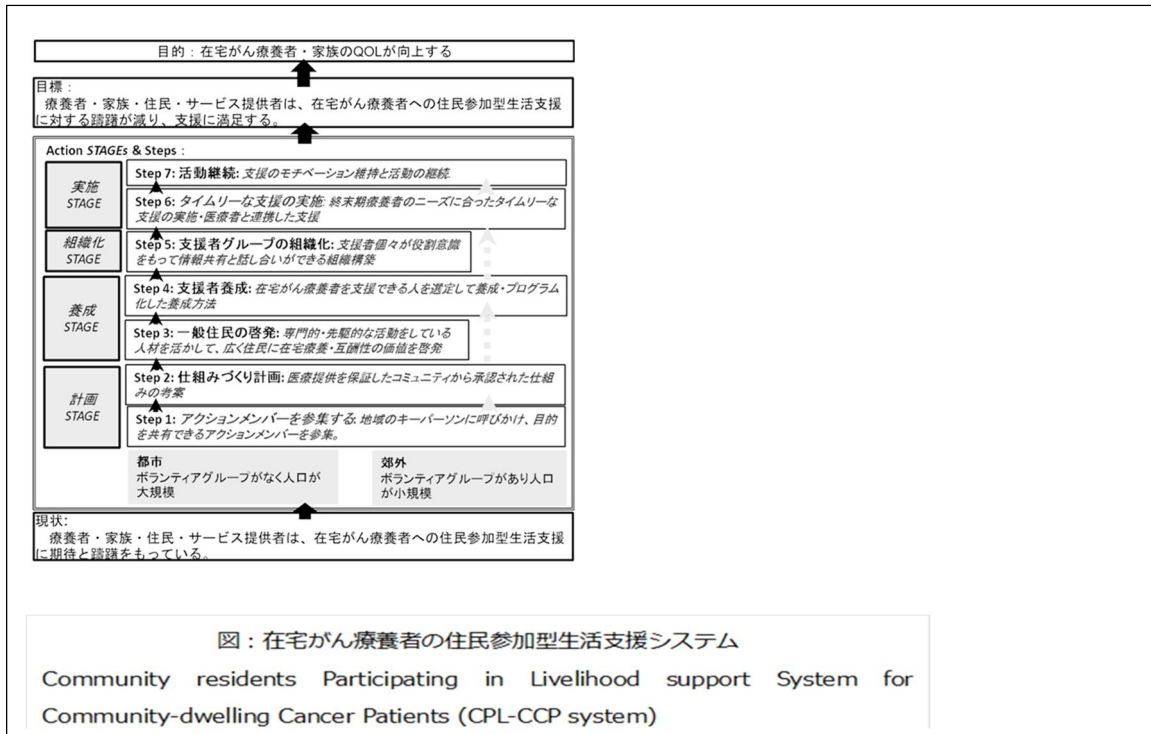 目的：在宅がん療養者・家族のQOLが向上する
目標：
療養者・家族・住民・サービス提供者は、在宅がん療養者への住民参加型生活支援
に対する躊躇が減り、支援に満足する。
Action STAGEs & Steps：
実施
STAGE
Step 7: 活動継続: 支援のモチベーション維持と活動の継続
Step 6: タイムリーな支援の実施: 終末期療養者のニーズに合ったタイムリーな
支援の実施・医療者と連携した支援
組織化
STAGE
Step 5: 支援者グループの組織化: 支援者個々が役割意識
をもって情報共有と話し合いができる組織構築
養成
STAGE
Step 4: 支援者養成: 在宅がん療養者を支援できる人を選定して養成・プログラム
化した養成方法
Step 3: 一般住民の啓発: 専門的・先駆的な活動をしている
人材を活かして、広く住民に在宅療養・互酬性の価値を啓発
計画
STAGE
Step 2: 仕組みづくり計画: 医療提供を保証したコミュニティから承認された仕組
みの考案
Step 1: アクションメンバーを参集する: 地域のキーパーソンに呼びかけ、目的
を共有できるアクションメンバーを参集。
都市
ボランティアグループがなく人口が
大規模
郊外
ボランティアグループがあり人口
が小規模
現状:
療養者・家族・住民・サービス提供者は、在宅がん療養者への住民参加型生活支援
に期待と躊躇をもっている。
図：在宅がん療養者の住民参加型生活支援システム
Community residents Participating in Livelihood support System for
Community-dwelling Cancer Patients (CPL-CCP system)